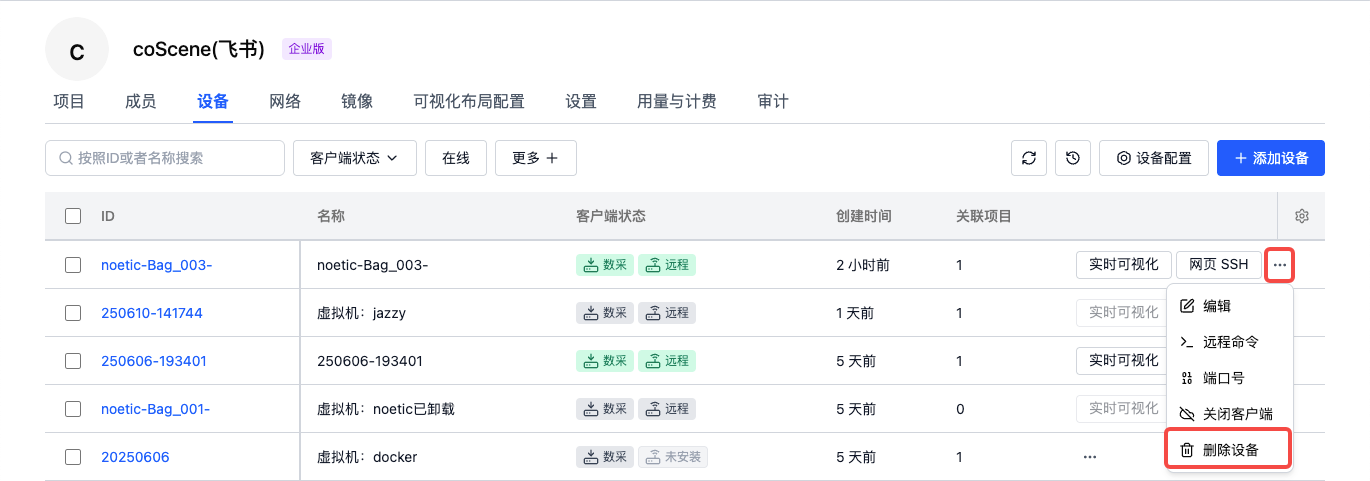 C
coScene(飞书) 企业版
项目 成员 设备 网络 镜像 可视化布局配置 设置 用量与计费 审计
按照ID或者名称搜索 客户端状态 在线 更多 设备配置 添加设备
ID 名称 客户端状态 创建时间 关联项目
noetic-Bag_003- noetic-Bag_003- 数采 远程 2 小时前 1 实时可视化 网页 SSH
250610-141744 虚拟机：jazzy 数采 远程 1 天前 1 实时可视化
250606-193401 250606-193401 数采 远程 5 天前 1 实时可视化
noetic-Bag_001- 虚拟机：noetic已卸载 数采 远程 5 天前 0 实时可视化
20250606 虚拟机：docker 数采 未安装 5 天前 1
编辑
远程命令
端口号
关闭客户端
删除设备